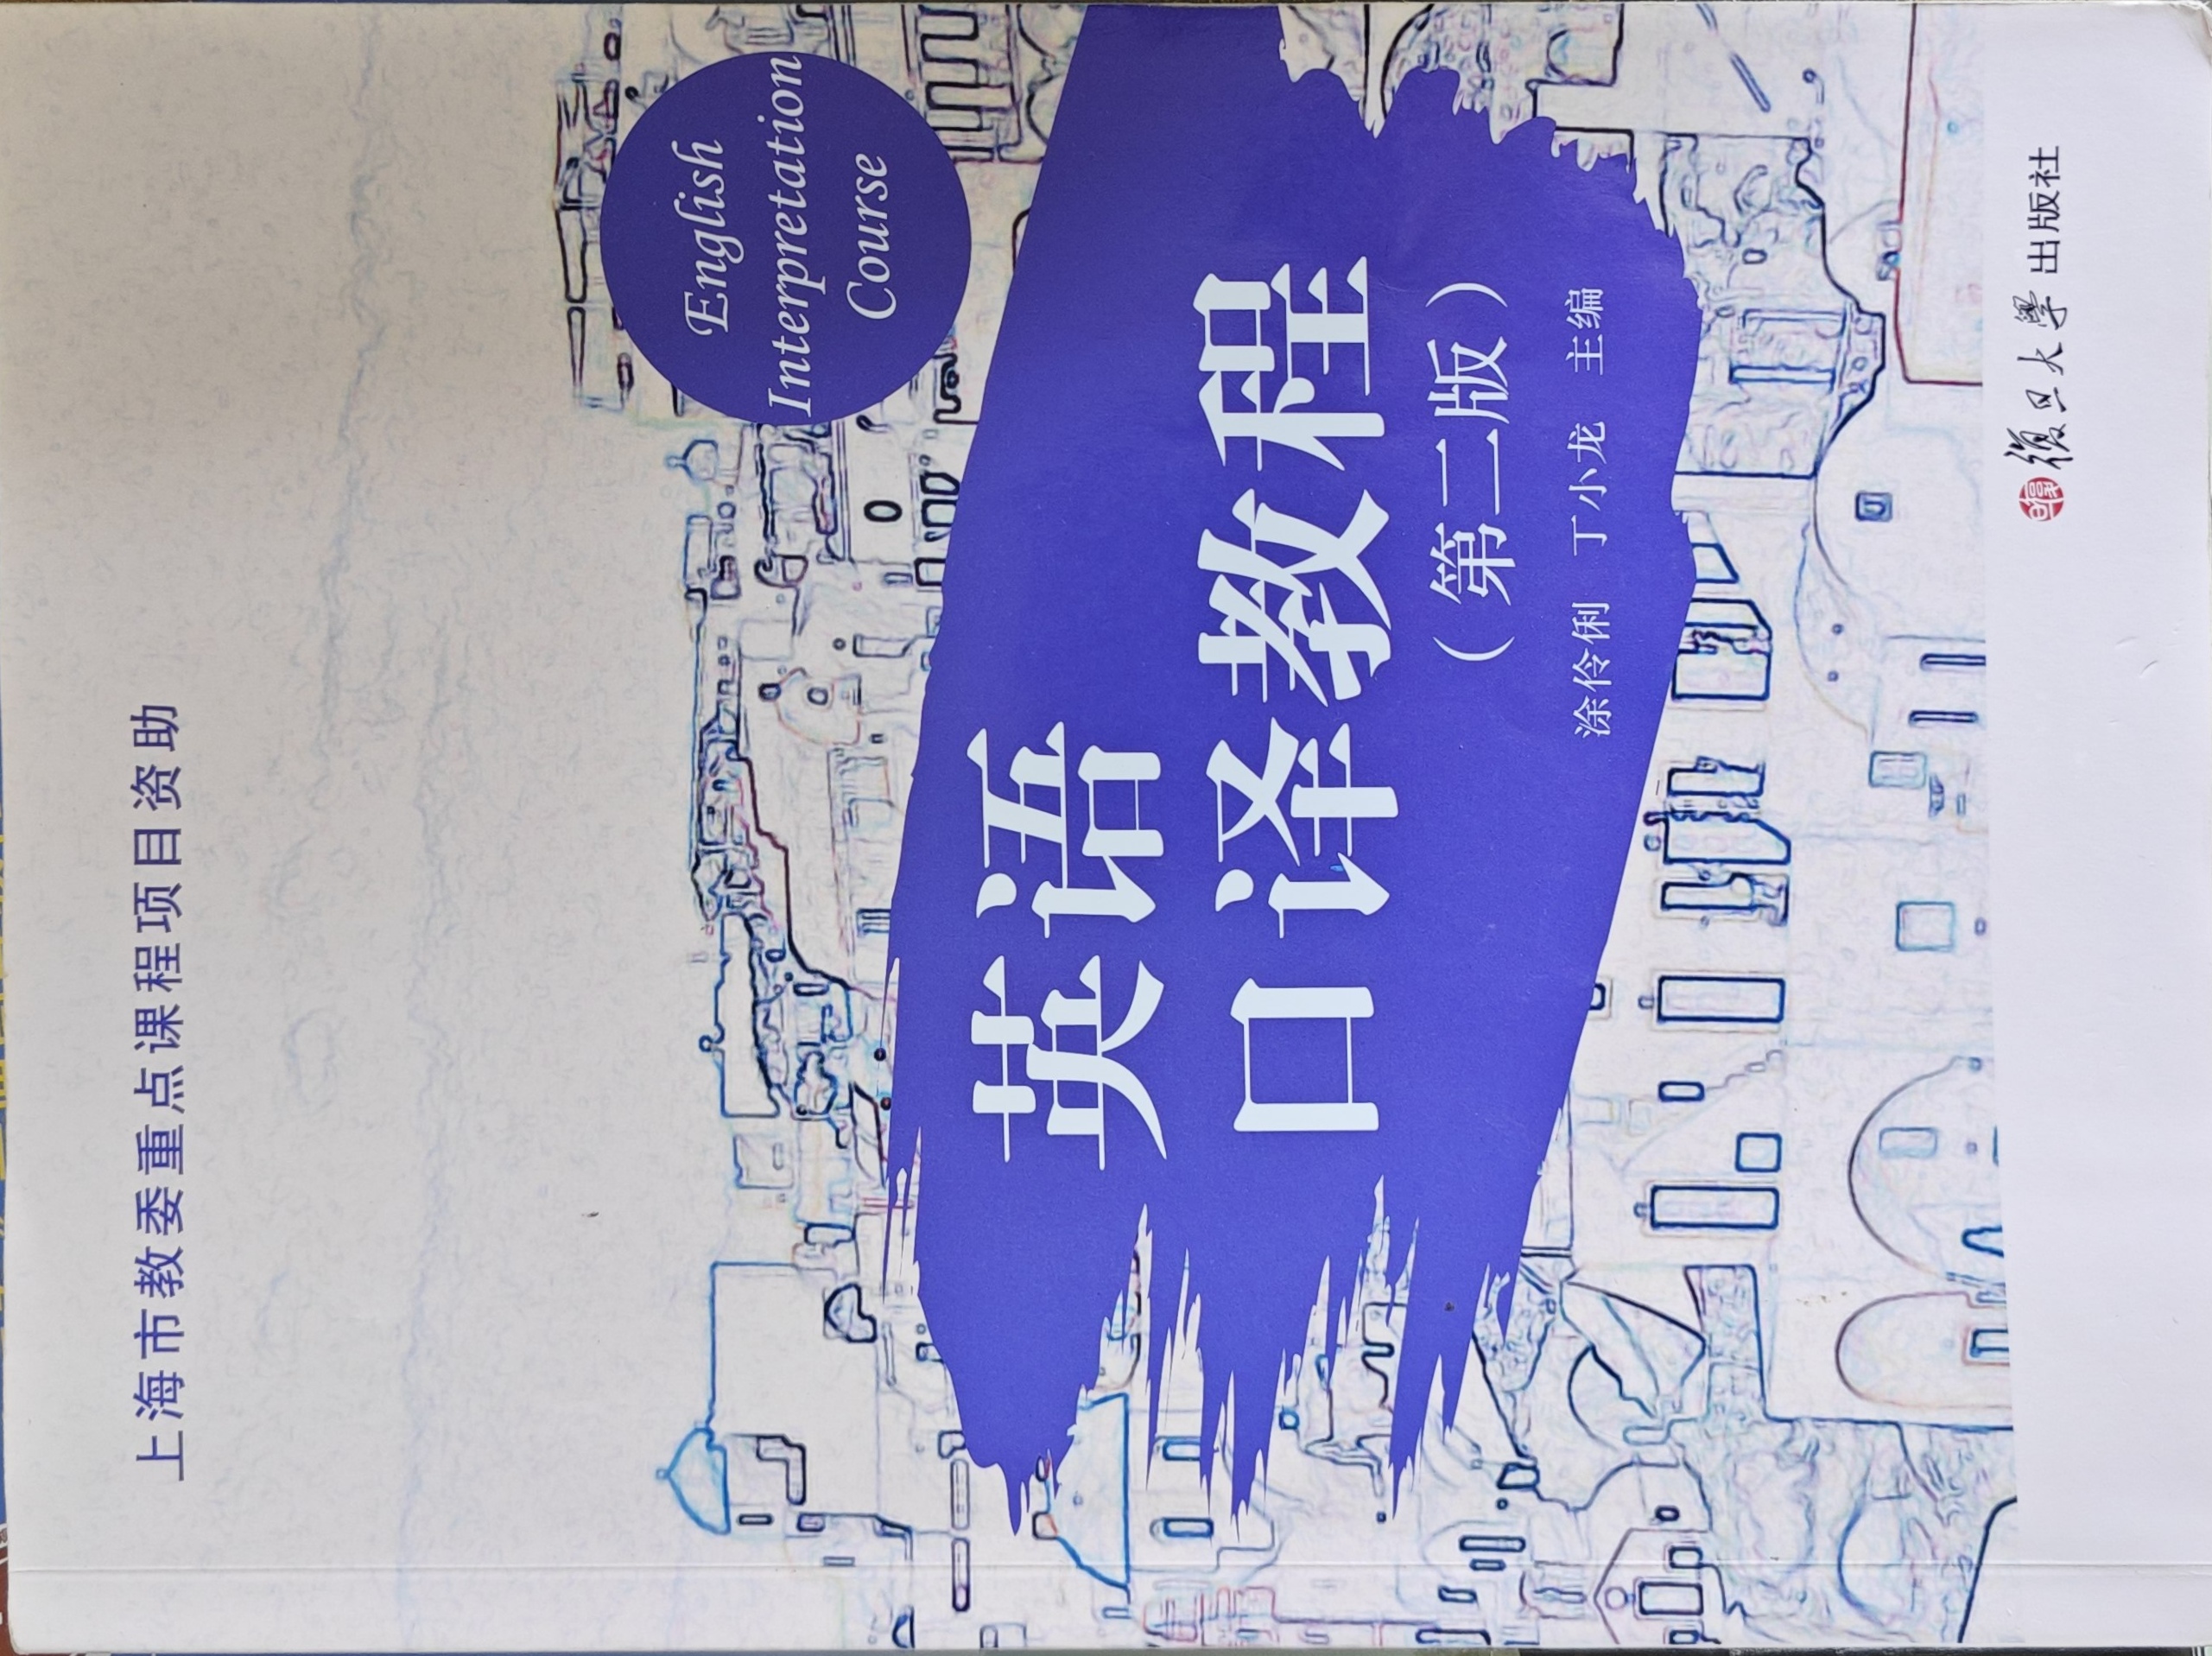 上海市教委重点课程项目资助
English
Interpretation
Course
英语
口译教程
（第二版）
涂伶俐 丁小龙 主编
復旦大學出版社